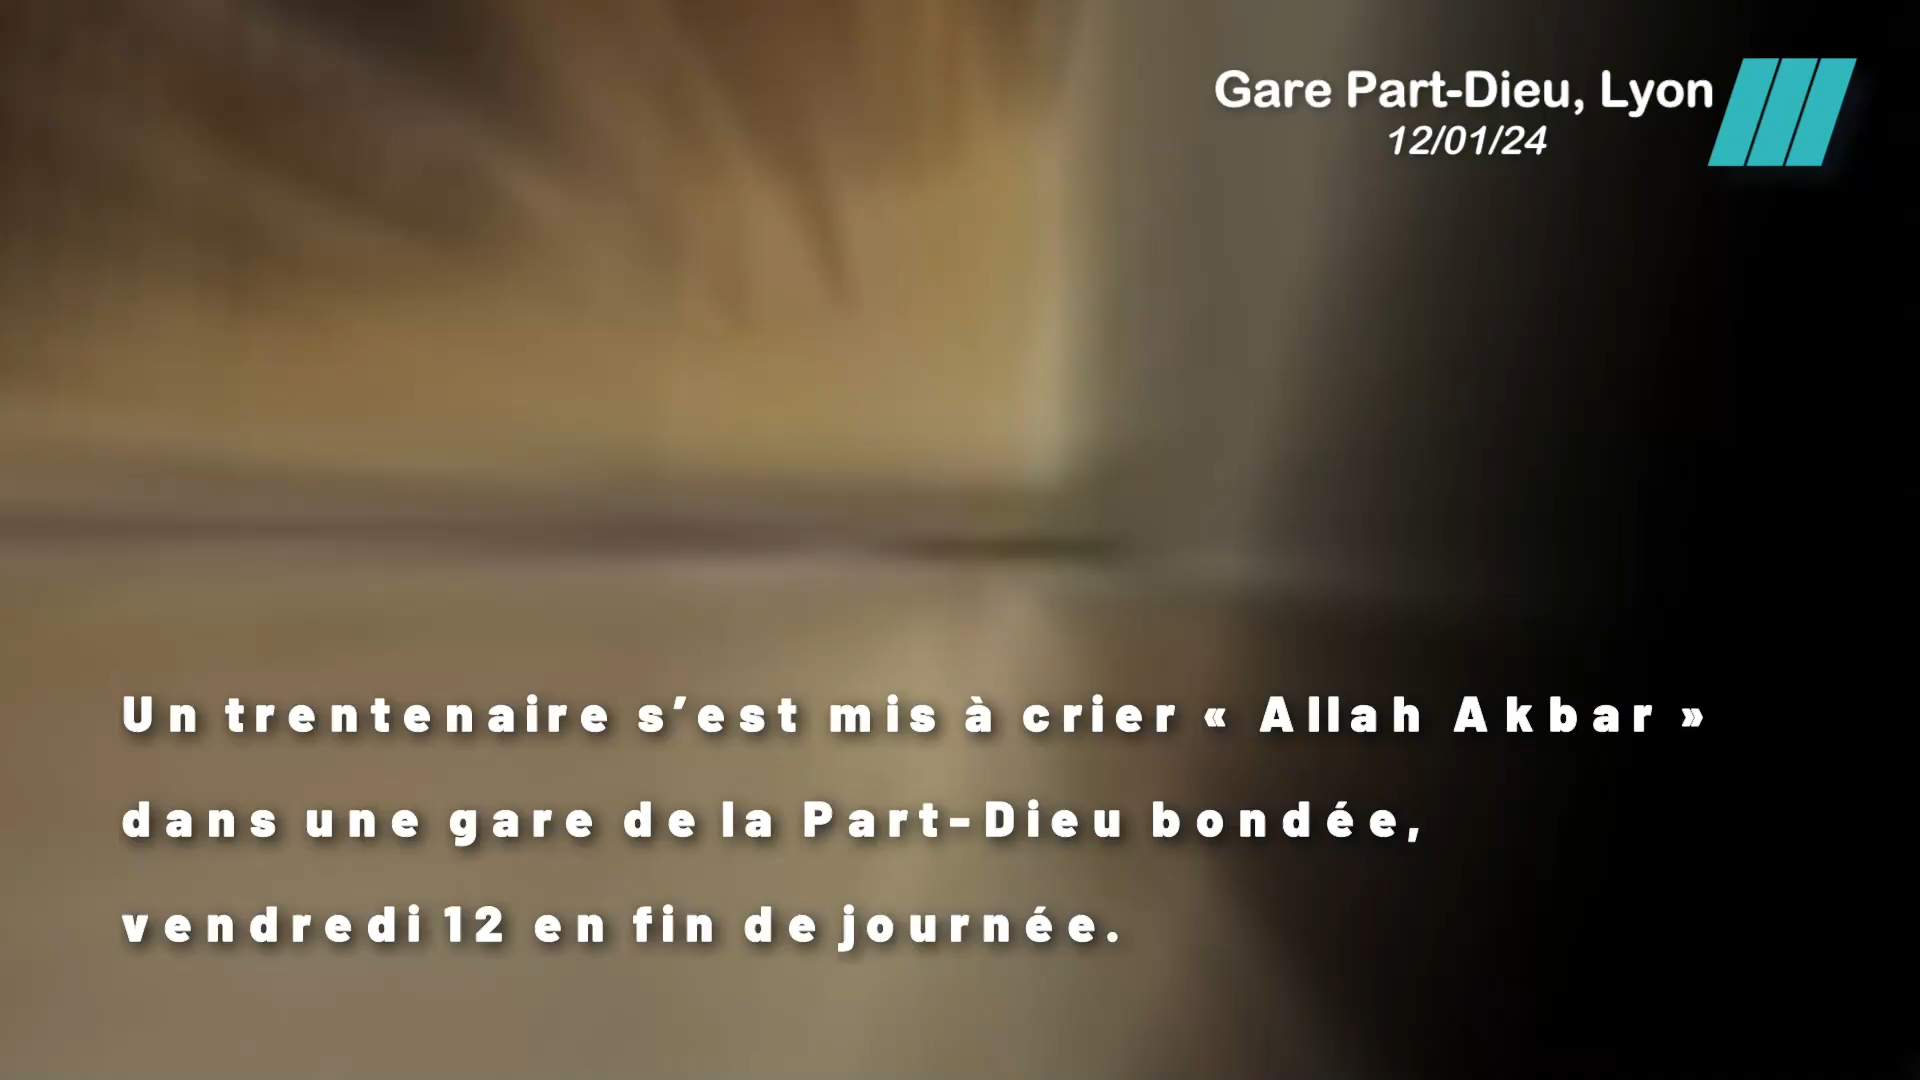 Gare Part-Dieu, Lyon
12/01/24
Un trentenaire s’est mis à crier « Allah Akbar »
dans une gare de la Part-Dieu bondée,
vendredi 12 en fin de journée.